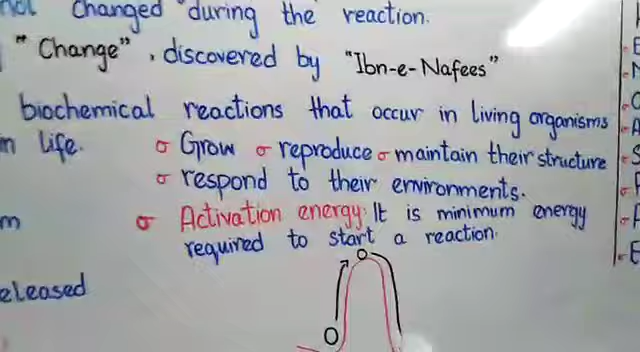 changed during the reaction.
"Change", discovered by "Ibn-e-Nafees"
biochemical reactions that occur in living organisms
in life. Grow reproduce maintain their structure
respond to their environments.
Activation energy: It is minimum energy
required to start a reaction.
eleased